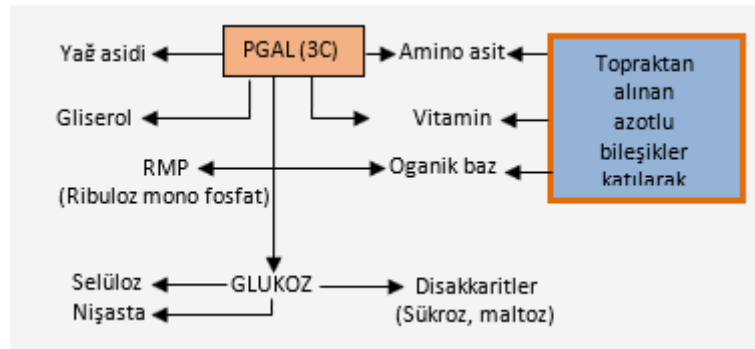 Yağ asidi
PGAL (3C)
Amino asit
Topraktan
alınan
azotlu
bileşikler
katılarak
Gliserol
Vitamin
RMP
(Ribuloz mono fosfat)
Oganik baz
Selüloz
GLUKOZ
Disakkaritler
Nişasta
(Sükroz, maltoz)